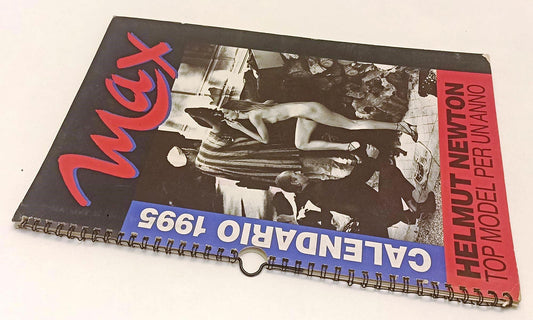 Max
CALENDARIO 1995
HELMUT NEWTON
TOP MODEL PER UN ANNO